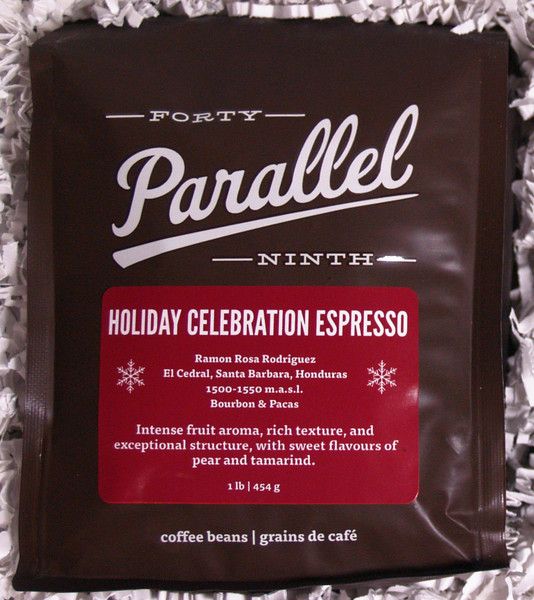 FORTY
Parallel
NINTH
HOLIDAY CELEBRATION ESPRESSO
Ramon Rosa Rodriguez
El Cedral, Santa Barbara, Honduras
1500-1550 m.a.s.l.
Bourbon & Pacas
Intense fruit aroma, rich texture, and
exceptional structure, with sweet flavours of
pear and tamarind.
1 lb | 454 g
coffee beans | grains de café